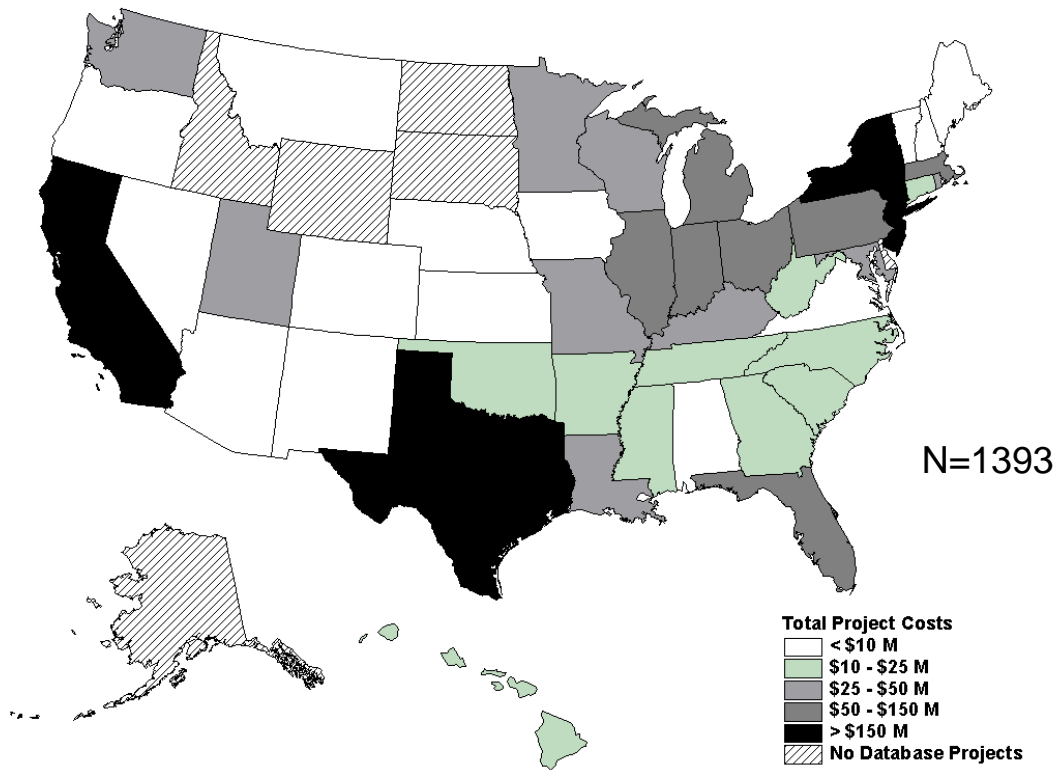 N=1393
Total Project Costs
< $10 M
$10 - $25 M
$25 - $50 M
$50 - $150 M
> $150 M
No Database Projects